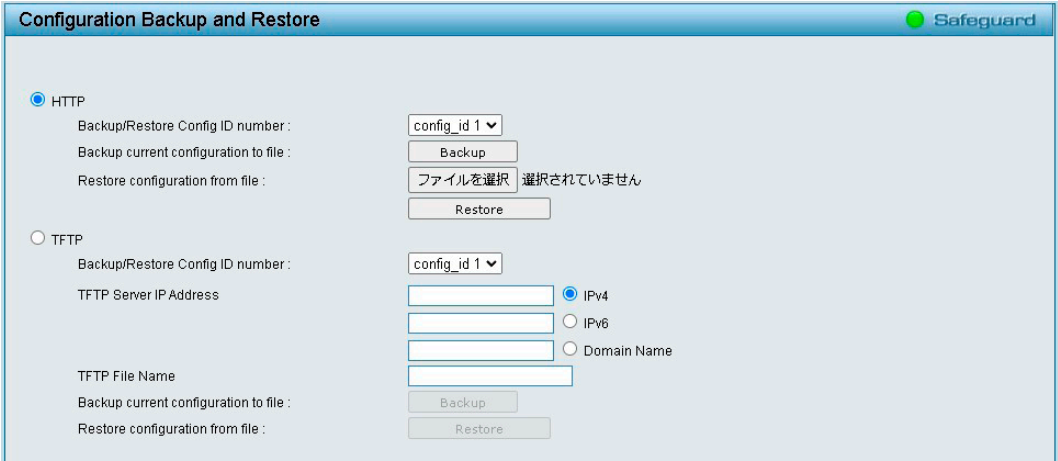 Configuration Backup and Restore Safeguard
HTTP
Backup/Restore Config ID number : config_id 1
Backup current configuration to file : Backup
Restore configuration from file : ファイルを選択 選択されていません
Restore
TFTP
Backup/Restore Config ID number : config_id 1
TFTP Server IP Address IPv4
IPv6
Domain Name
TFTP File Name
Backup current configuration to file : Backup
Restore configuration from file : Restore